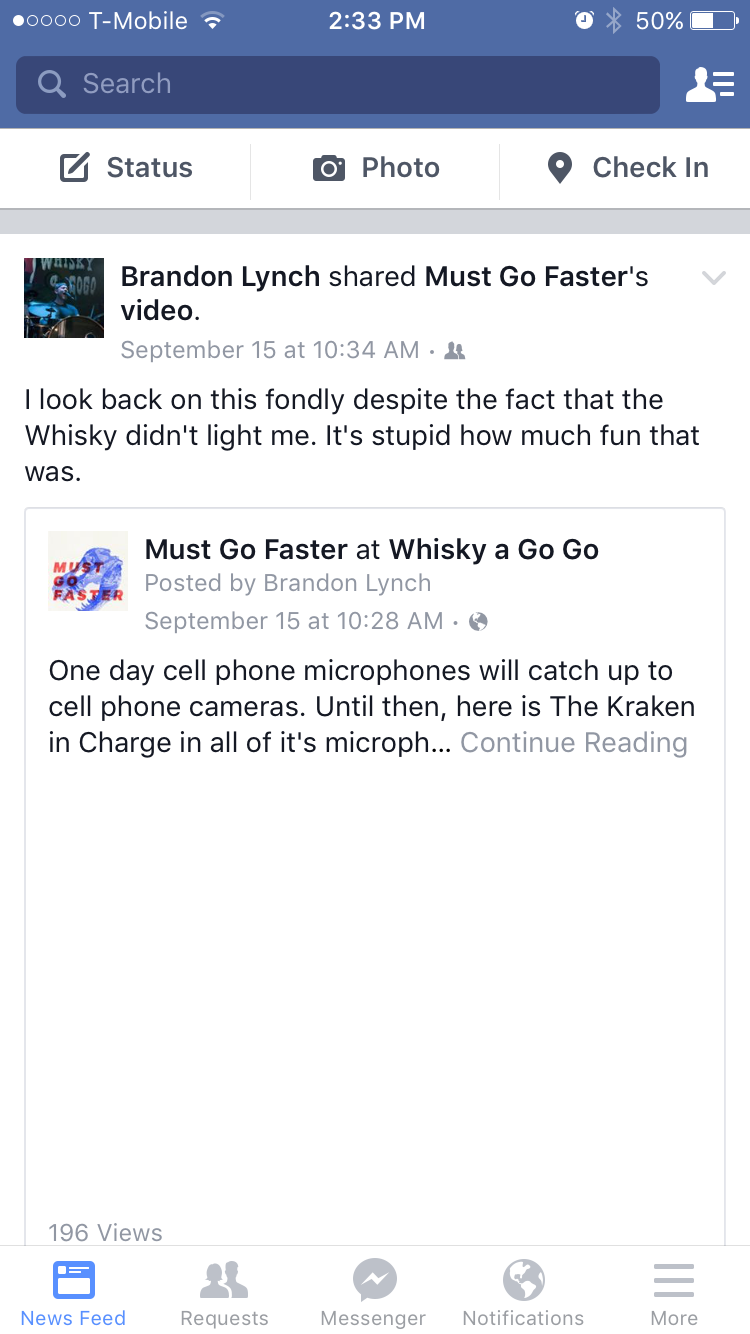 T-Mobile 2:33 PM 50%
Search
Status Photo Check In
WHISKY
GOGO
Brandon Lynch shared Must Go Faster's
video.
September 15 at 10:34 AM ·
I look back on this fondly despite the fact that the
Whisky didn't light me. It's stupid how much fun that
was.
MUST
GO
FASTER
Must Go Faster at Whisky a Go Go
Posted by Brandon Lynch
September 15 at 10:28 AM ·
One day cell phone microphones will catch up to
cell phone cameras. Until then, here is The Kraken
in Charge in all of it's microph... Continue Reading
196 Views
News Feed Requests Messenger Notifications More